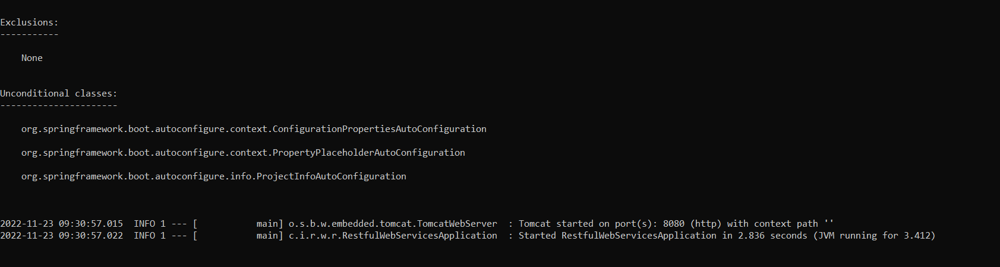 Exclusions:
-----------
None
Unconditional classes:
----------------------
org.springframework.boot.autoconfigure.context.ConfigurationPropertiesAutoConfiguration
org.springframework.boot.autoconfigure.context.PropertyPlaceholderAutoConfiguration
org.springframework.boot.autoconfigure.info.ProjectInfoAutoConfiguration
2022-11-23 09:30:57.015  INFO 1 --- [           main] o.s.b.w.embedded.tomcat.TomcatWebServer  : Tomcat started on port(s): 8080 (http) with context path ''
2022-11-23 09:30:57.022  INFO 1 --- [           main] c.i.r.w.r.RestfulWebServicesApplication  : Started RestfulWebServicesApplication in 2.836 seconds (JVM running for 3.412)